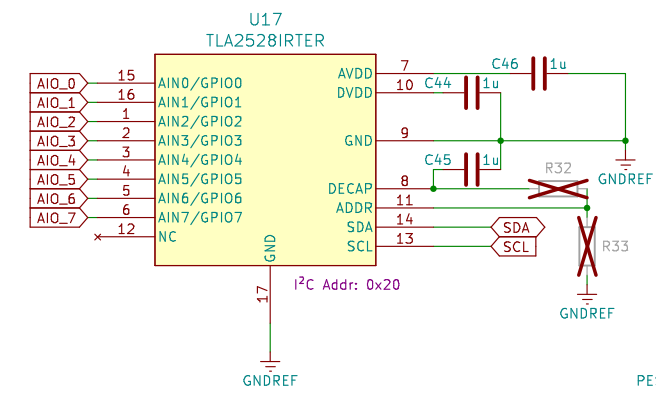 U17
TLA2528IRTER
AIO_0 15 AIN0/GPIO0
AIO_1 16 AIN1/GPIO1
AIO_2 1 AIN2/GPIO2
AIO_3 2 AIN3/GPIO3
AIO_4 3 AIN4/GPIO4
AIO_5 4 AIN5/GPIO5
AIO_6 5 AIN6/GPIO6
AIO_7 6 AIN7/GPIO7
12 NC
AVDD 7 C46 1u
DVDD 10 C44 1u
GND 9
GNDREF
C45 1u
DECAP 8 R32
ADDR 11
SDA 14 SDA
SCL 13 SCL
R33
GNDREF
GND
17
I²C Addr: 0x20
GNDREF